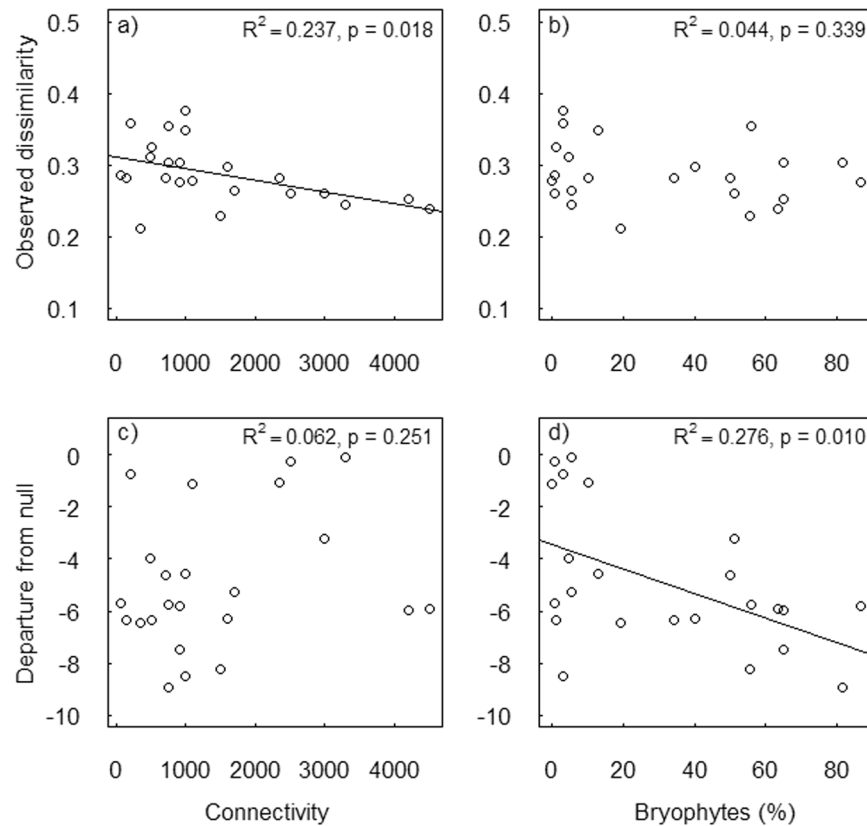 a)
R² = 0.237, p = 0.018
b)
R² = 0.044, p = 0.339
Observed dissimilarity
0.5
0.4
0.3
0.2
0.1
0.5
0.4
0.3
0.2
0.1
0 1000 2000 3000 4000
0 20 40 60 80
c)
R² = 0.062, p = 0.251
d)
R² = 0.276, p = 0.010
Departure from null
0
-2
-4
-6
-8
-10
0
-2
-4
-6
-8
-10
0 1000 2000 3000 4000
0 20 40 60 80
Connectivity
Bryophytes (%)